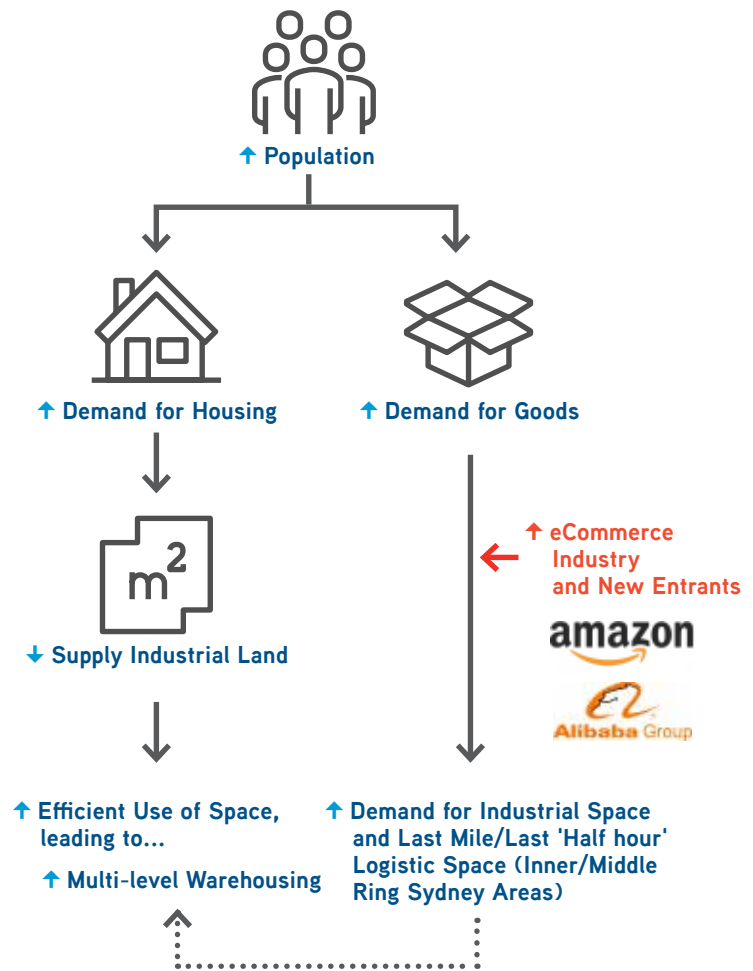 ↑ Population
↑ Demand for Housing
↑ Demand for Goods
m²
↓ Supply Industrial Land
↑ eCommerce
Industry
and New Entrants
amazon
Alibaba Group
↑ Efficient Use of Space,
leading to...
↑ Multi-level Warehousing
↑ Demand for Industrial Space
and Last Mile/Last 'Half hour'
Logistic Space (Inner/Middle
Ring Sydney Areas)